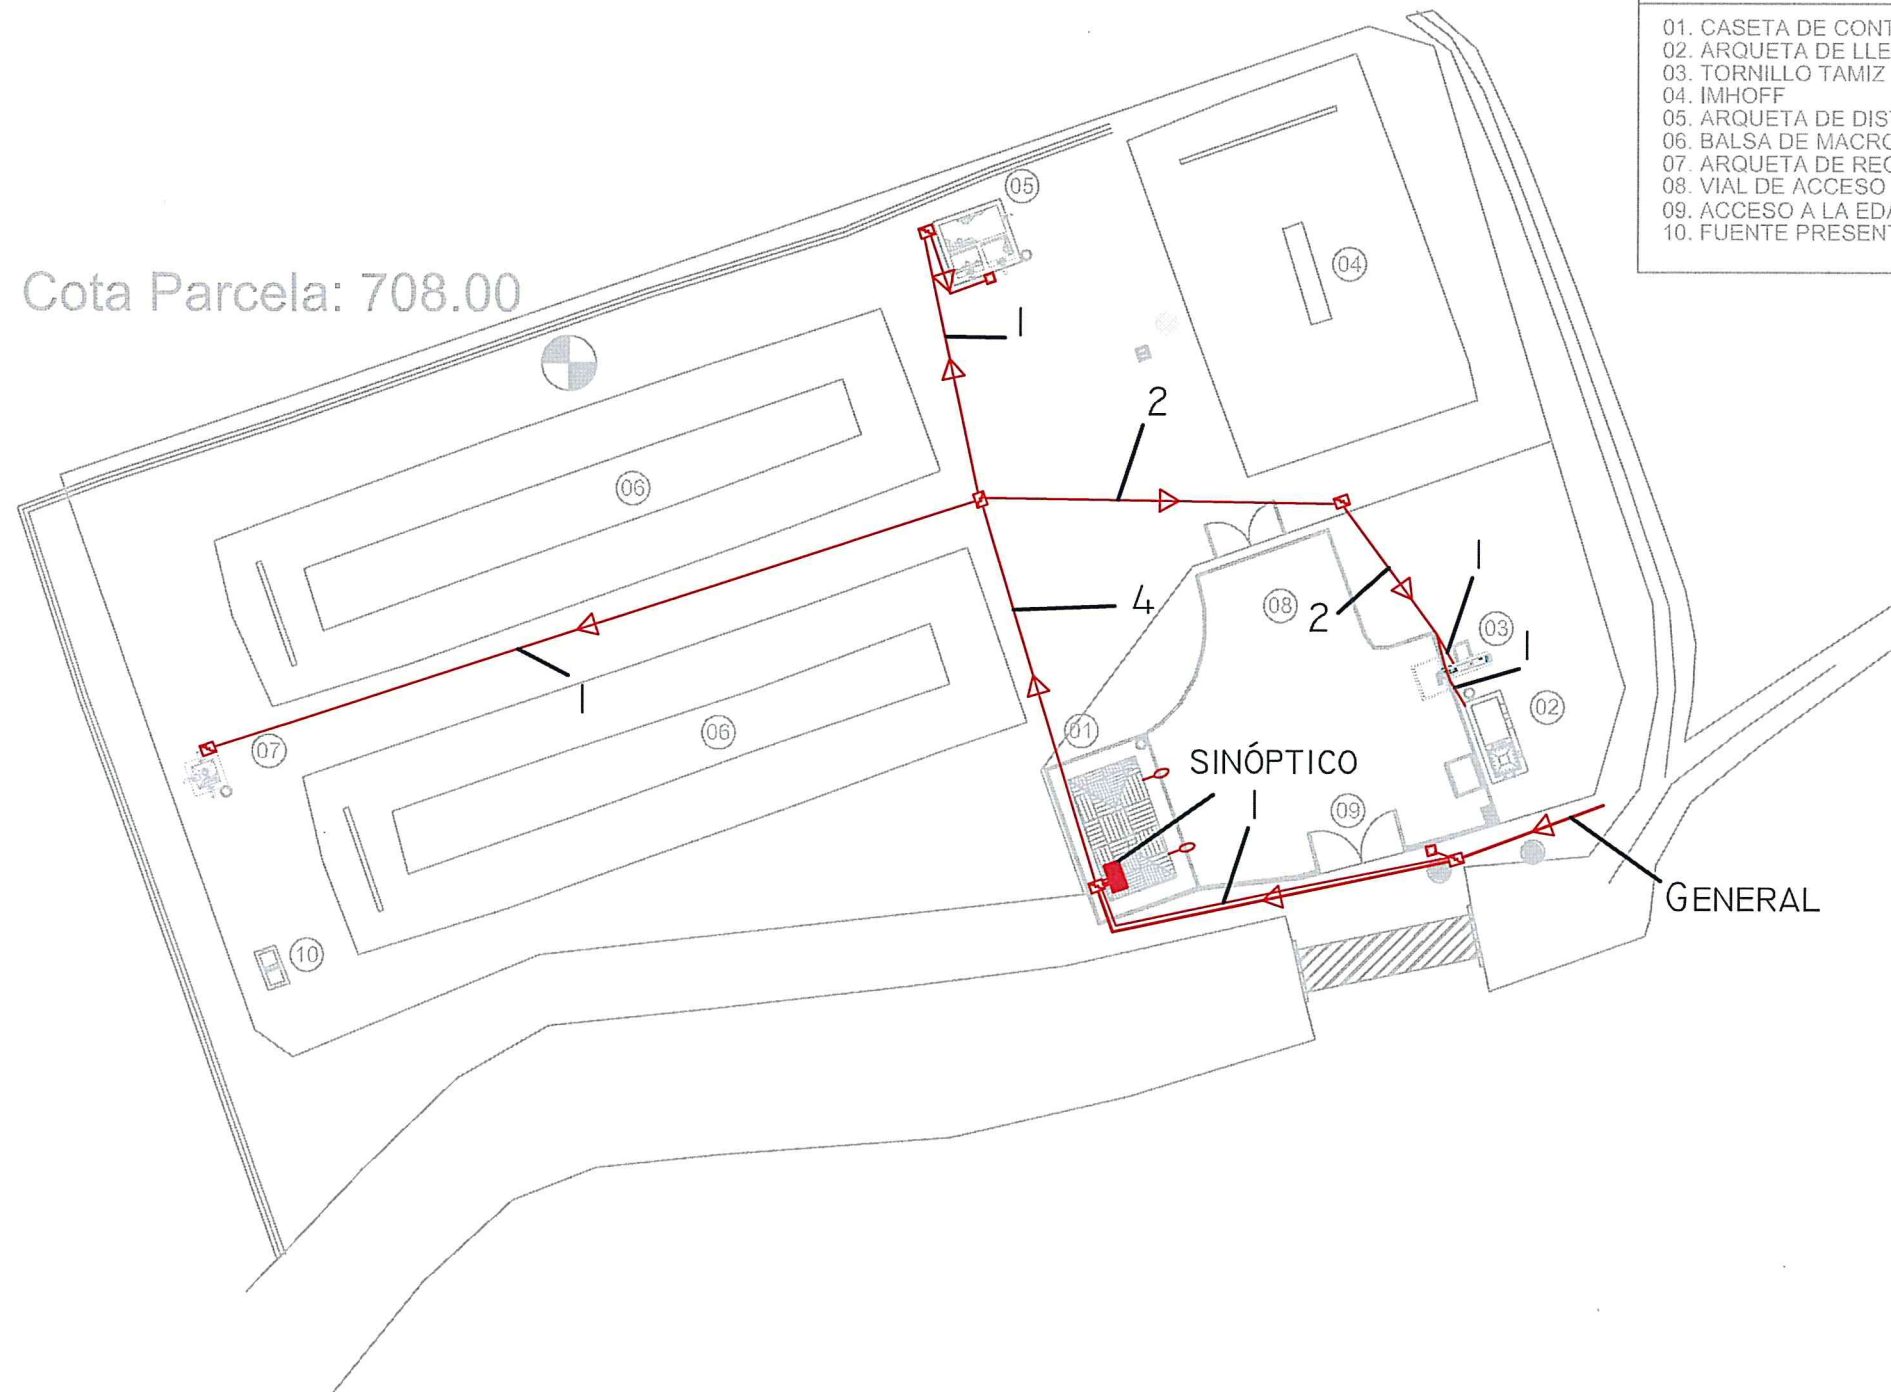 01. CASETA DE CONT
02. ARQUETA DE LLE
03. TORNILLO TAMIZ
04. IMHOFF
05. ARQUETA DE DIST
06. BALSA DE MACRO
07. ARQUETA DE REC
08. VIAL DE ACCESO
09. ACCESO A LA EDA
10. FUENTE PRESENT
05
04
Cota Parcela: 708.00
1
2
06
4
08
2
1
03
1
02
1
07
06
01
SINÓPTICO
1
09
GENERAL
10